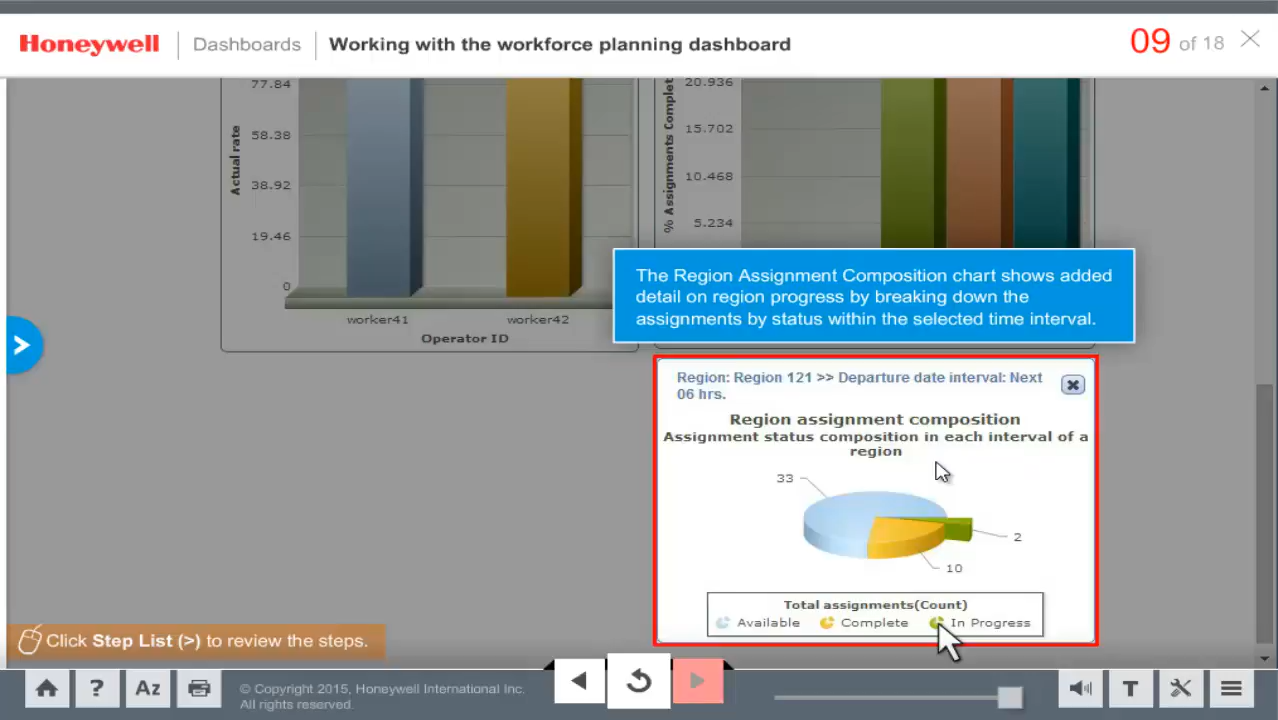 Honeywell
Dashboards
Working with the workforce planning dashboard
09 of 18
77.84
58.38
38.92
19.46
0
Actual rate
worker41
worker42
Operator ID
20.936
15.702
10.468
5.234
% Assignments Complet
The Region Assignment Composition chart shows added
detail on region progress by breaking down the
assignments by status within the selected time interval.
Region: Region 121 >> Departure date interval: Next
06 hrs.
Region assignment composition
Assignment status composition in each interval of a
region
33
2
10
Total assignments(Count)
Available Complete In Progress
Click Step List (>) to review the steps.
? Az
© Copyright 2015, Honeywell International Inc.
All rights reserved.
T